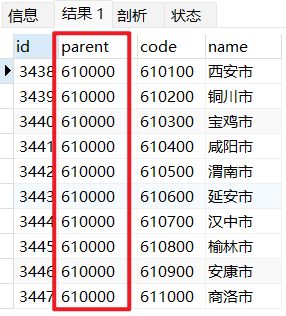 信息 结果 1 剖析 状态
id parent code name
3438 610000 610100 西安市
3439 610000 610200 铜川市
3440 610000 610300 宝鸡市
3441 610000 610400 咸阳市
3442 610000 610500 渭南市
3443 610000 610600 延安市
3444 610000 610700 汉中市
3445 610000 610800 榆林市
3446 610000 610900 安康市
3447 610000 611000 商洛市